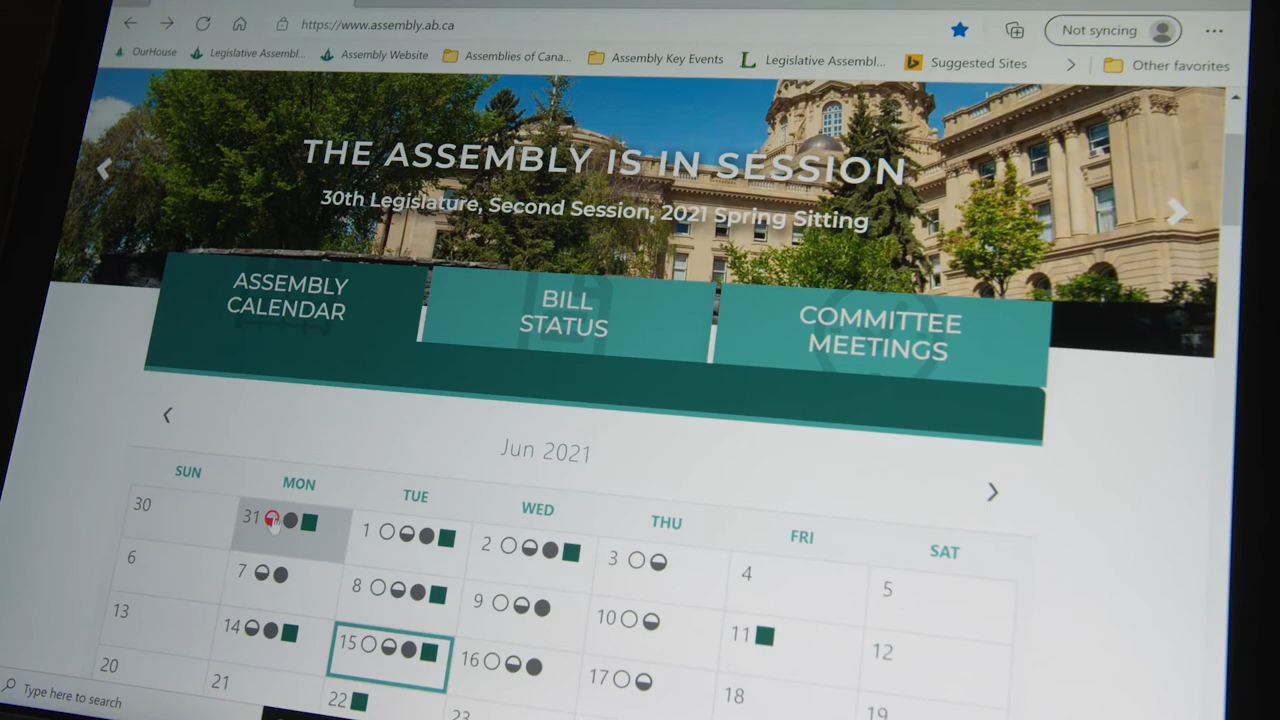 https://www.assembly.ab.ca
Not syncing
OurHouse
Legislative Assembl...
Assembly Website
Assemblies of Cana...
Assembly Key Events
Legislative Assembl...
Suggested Sites
Other favorites
THE ASSEMBLY IS IN SESSION
30th Legislature, Second Session, 2021 Spring Sitting
ASSEMBLY
CALENDAR
BILL
STATUS
COMMITTEE
MEETINGS
Jun 2021
SUN MON TUE WED THU FRI SAT
30 31 1 2 3 4 5
6 7 8 9 10 11 12
13 14 15 16 17 18 19
20 21 22 23
Type here to search